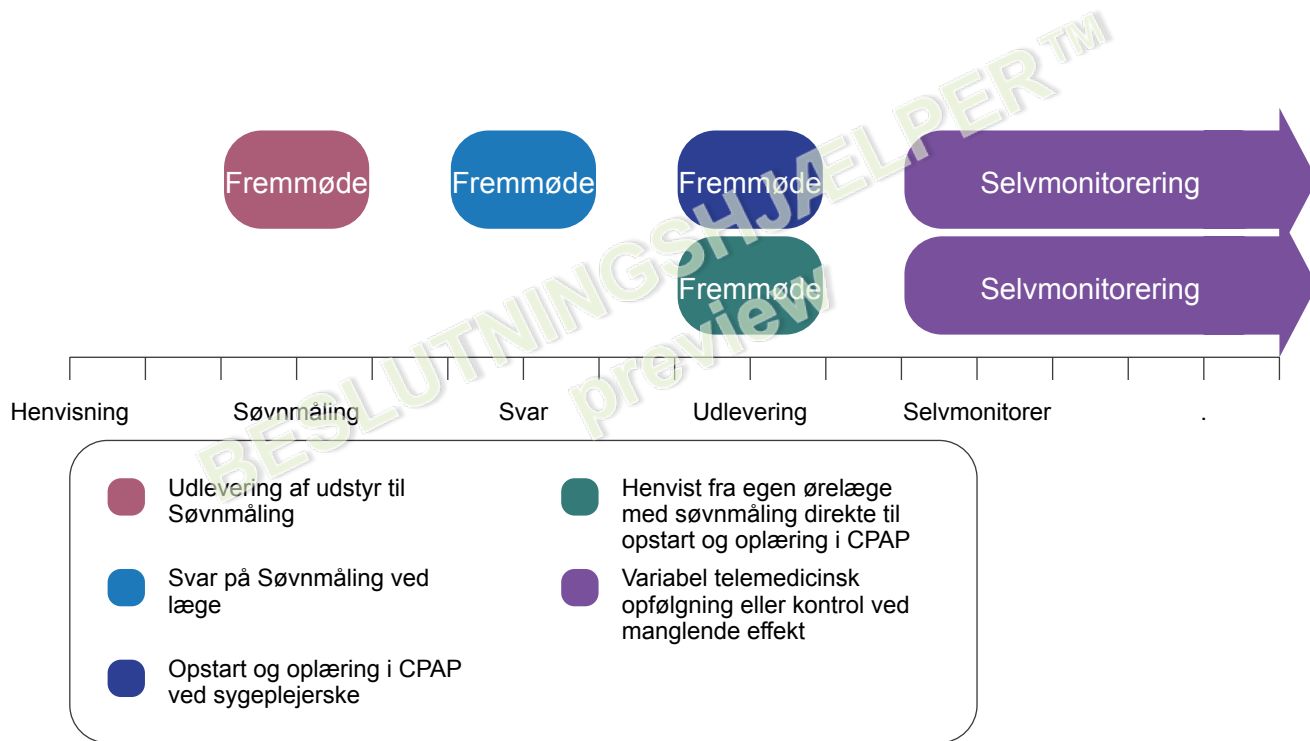 Fremmøde
Fremmøde
Fremmøde
Selvmonitorering
Fremmøde
Selvmonitorering
Henvisning
Søvnmåling
Svar
Udlevering
Selvmonitorer
.
Udlevering af udstyr til
Søvnmåling
Svar på Søvnmåling ved
læge
Opstart og oplæring i CPAP
ved sygeplejerske
Henvist fra egen ørelæge
med søvnmåling direkte til
opstart og oplæring i CPAP
Variabel telemedicinsk
opfølgning eller kontrol ved
manglende effekt
BESLUTNINGSHJÆLPER™
preview